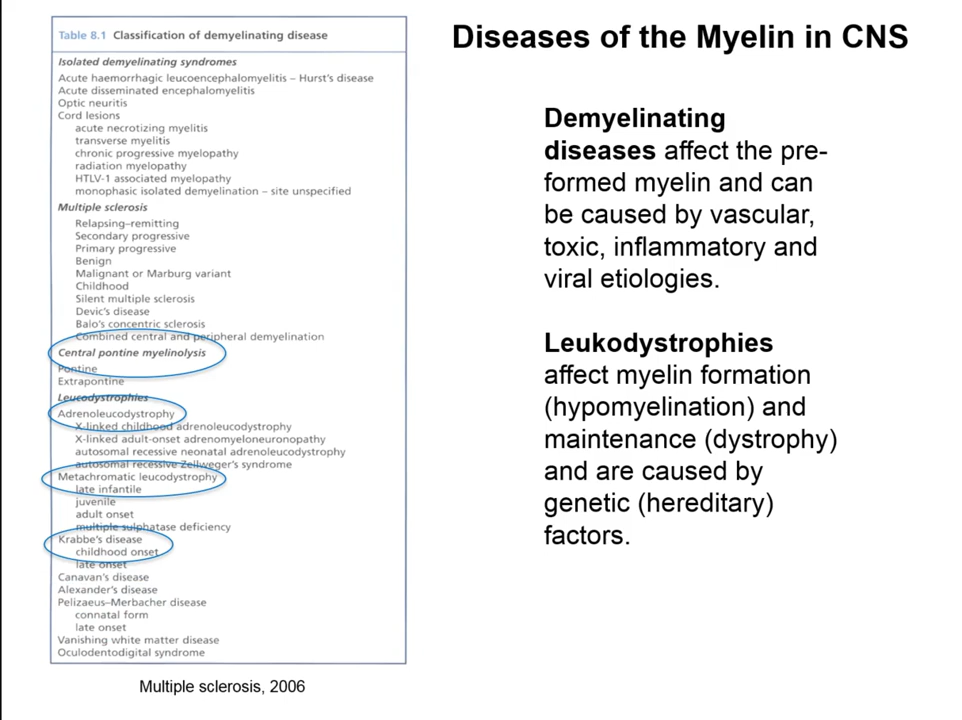 Diseases of the Myelin in CNS
Table 8.1 Classification of demyelinating disease
Isolated demyelinating syndromes
Acute haemorrhagic leucoencephalomyelitis – Hurst's disease
Acute disseminated encephalomyelitis
Optic neuritis
Cord lesions
acute necrotizing myelitis
transverse myelitis
chronic progressive myelopathy
radiation myelopathy
HTLV-1 associated myelopathy
monophasic isolated demyelination – site unspecified
Multiple sclerosis
Relapsing–remitting
Secondary progressive
Primary progressive
Benign
Malignant or Marburg variant
Childhood
Silent multiple sclerosis
Devic's disease
Balo's concentric sclerosis
Combined central and peripheral demyelination
Central pontine myelinolysis
Pontine
Extrapontine
Leucodystrophies
Adrenoleucodystrophy
X-linked childhood adrenoleucodystrophy
X-linked adult-onset adrenomyeloneuronopathy
autosomal recessive neonatal adrenoleucodystrophy
autosomal recessive Zellweger's syndrome
Metachromatic leucodystrophy
late infantile
juvenile
adult onset
multiple sulphatase deficiency
Krabbe's disease
childhood onset
late onset
Canavan's disease
Alexander's disease
Pelizaeus–Merbacher disease
connatal form
late onset
Vanishing white matter disease
Oculodentodigital syndrome
Multiple sclerosis, 2006
Demyelinating
diseases affect the pre-
formed myelin and can
be caused by vascular,
toxic, inflammatory and
viral etiologies.
Leukodystrophies
affect myelin formation
(hypomyelination) and
maintenance (dystrophy)
and are caused by
genetic (hereditary)
factors.